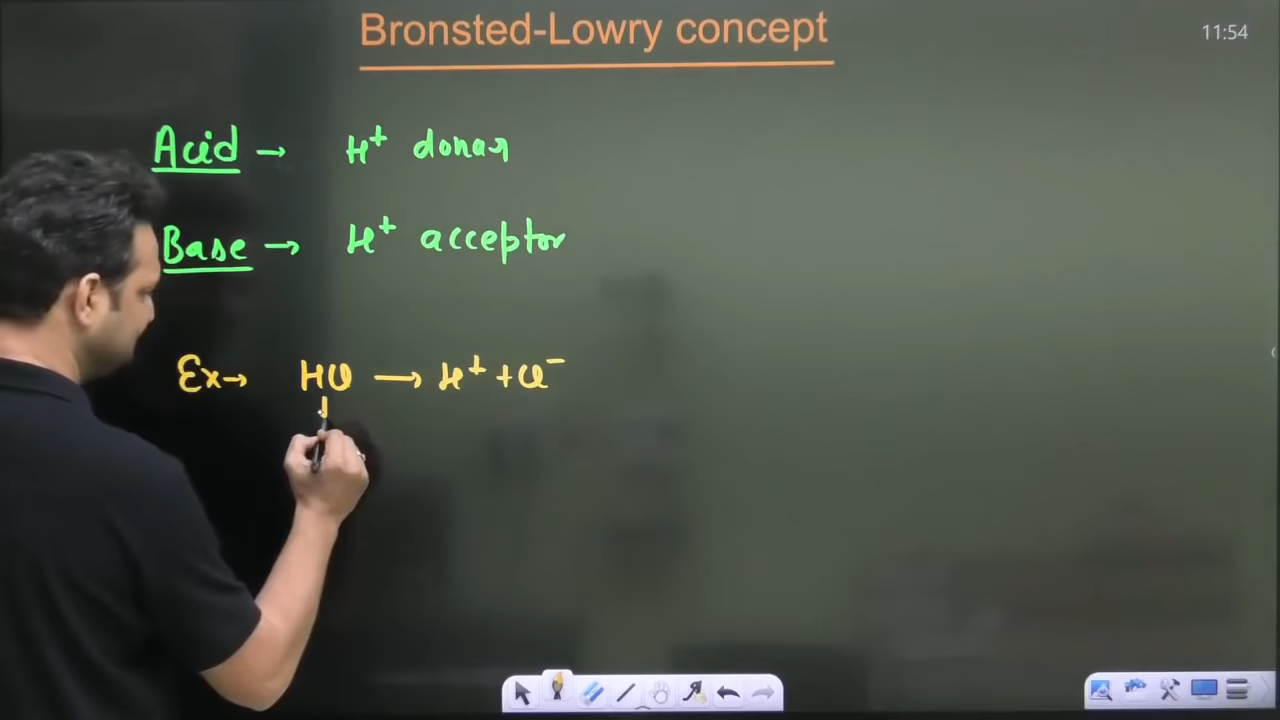 Bronsted-Lowry concept
11:54
Acid → H⁺ donar
Base → H⁺ acceptor
Ex→ HCl → H⁺ + Cl⁻